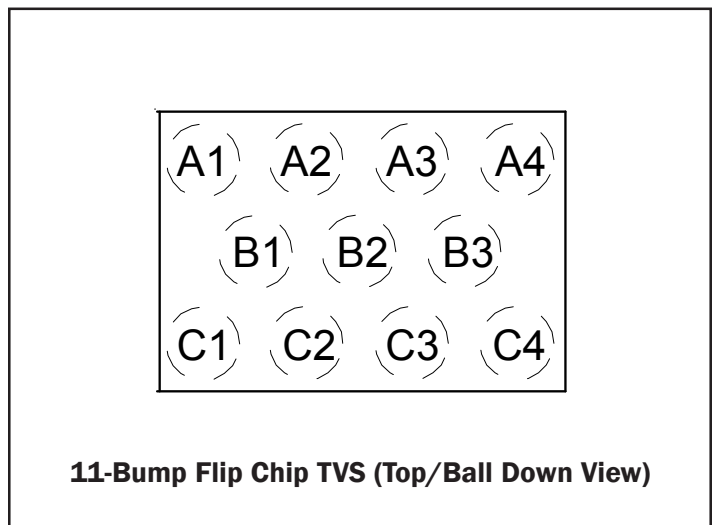 A1 A2 A3 A4
B1 B2 B3
C1 C2 C3 C4
11-Bump Flip Chip TVS (Top/Ball Down View)